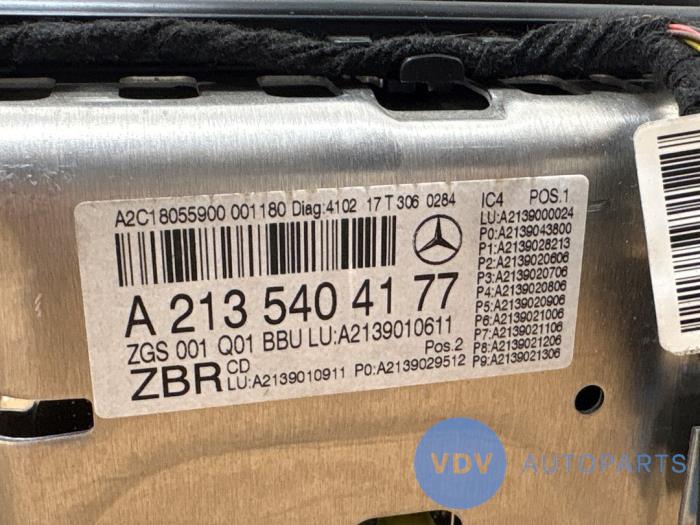 A2C18055900 001180 Diag:4102 17 T 306 0284
A 213 540 41 77
ZGS 001 Q01 BBU LU:A2139010611
ZBR CD
Pos.2
LU:A2139010911 P0:A2139029512
IC4 POS.1
LU:A2139000024
P0:A2139043800
P1:A2139028213
P2:A2139020606
P3:A2139020706
P4:A2139020806
P5:A2139020906
P6:A2139021006
P7:A2139021106
P8:A2139021206
P9:A2139021306
VDV AUTOPARTS